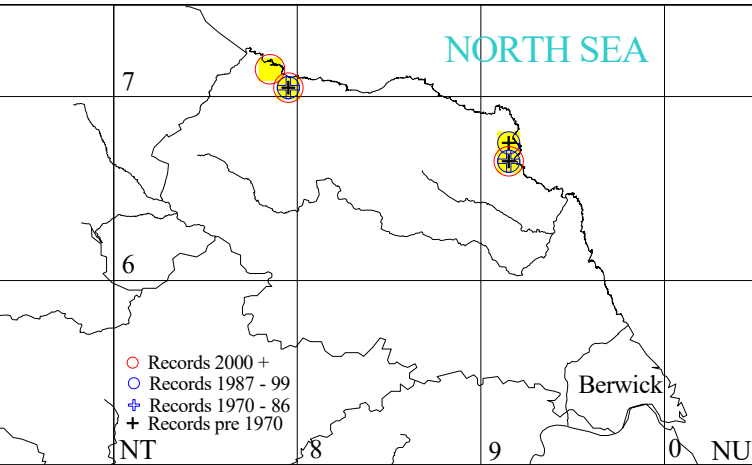 NORTH SEA
7
6
Records 2000 +
Records 1987 - 99
Records 1970 - 86
Records pre 1970
Berwick
NT 8 9 0 NU